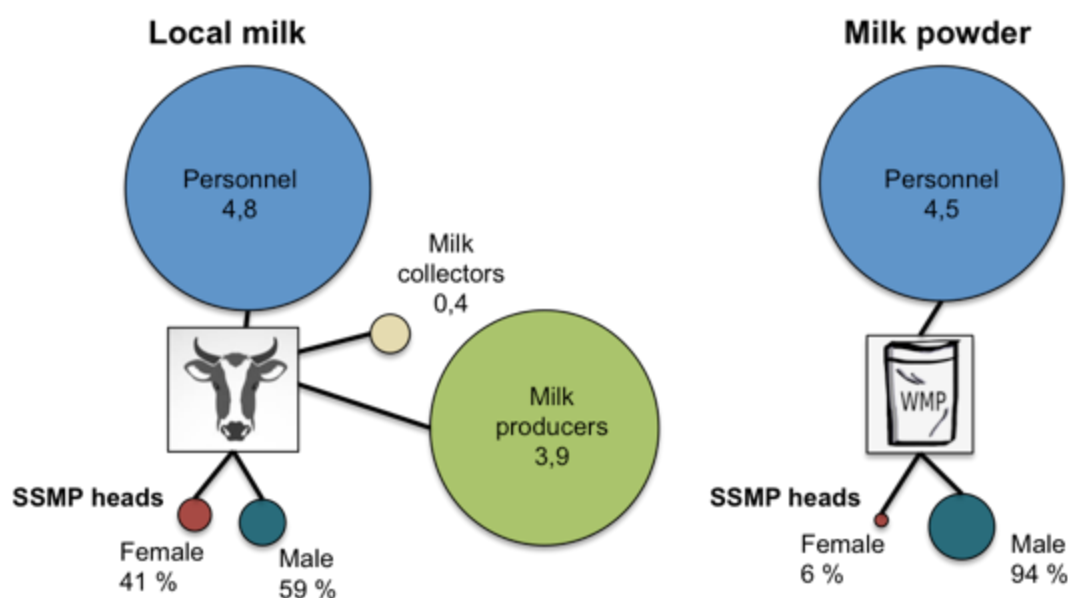 Local milk
Personnel
4,8
Milk
collectors
0,4
Milk
producers
3,9
SSMP heads
Female
41 %
Male
59 %
Milk powder
Personnel
4,5
WMP
SSMP heads
Female
6 %
Male
94 %